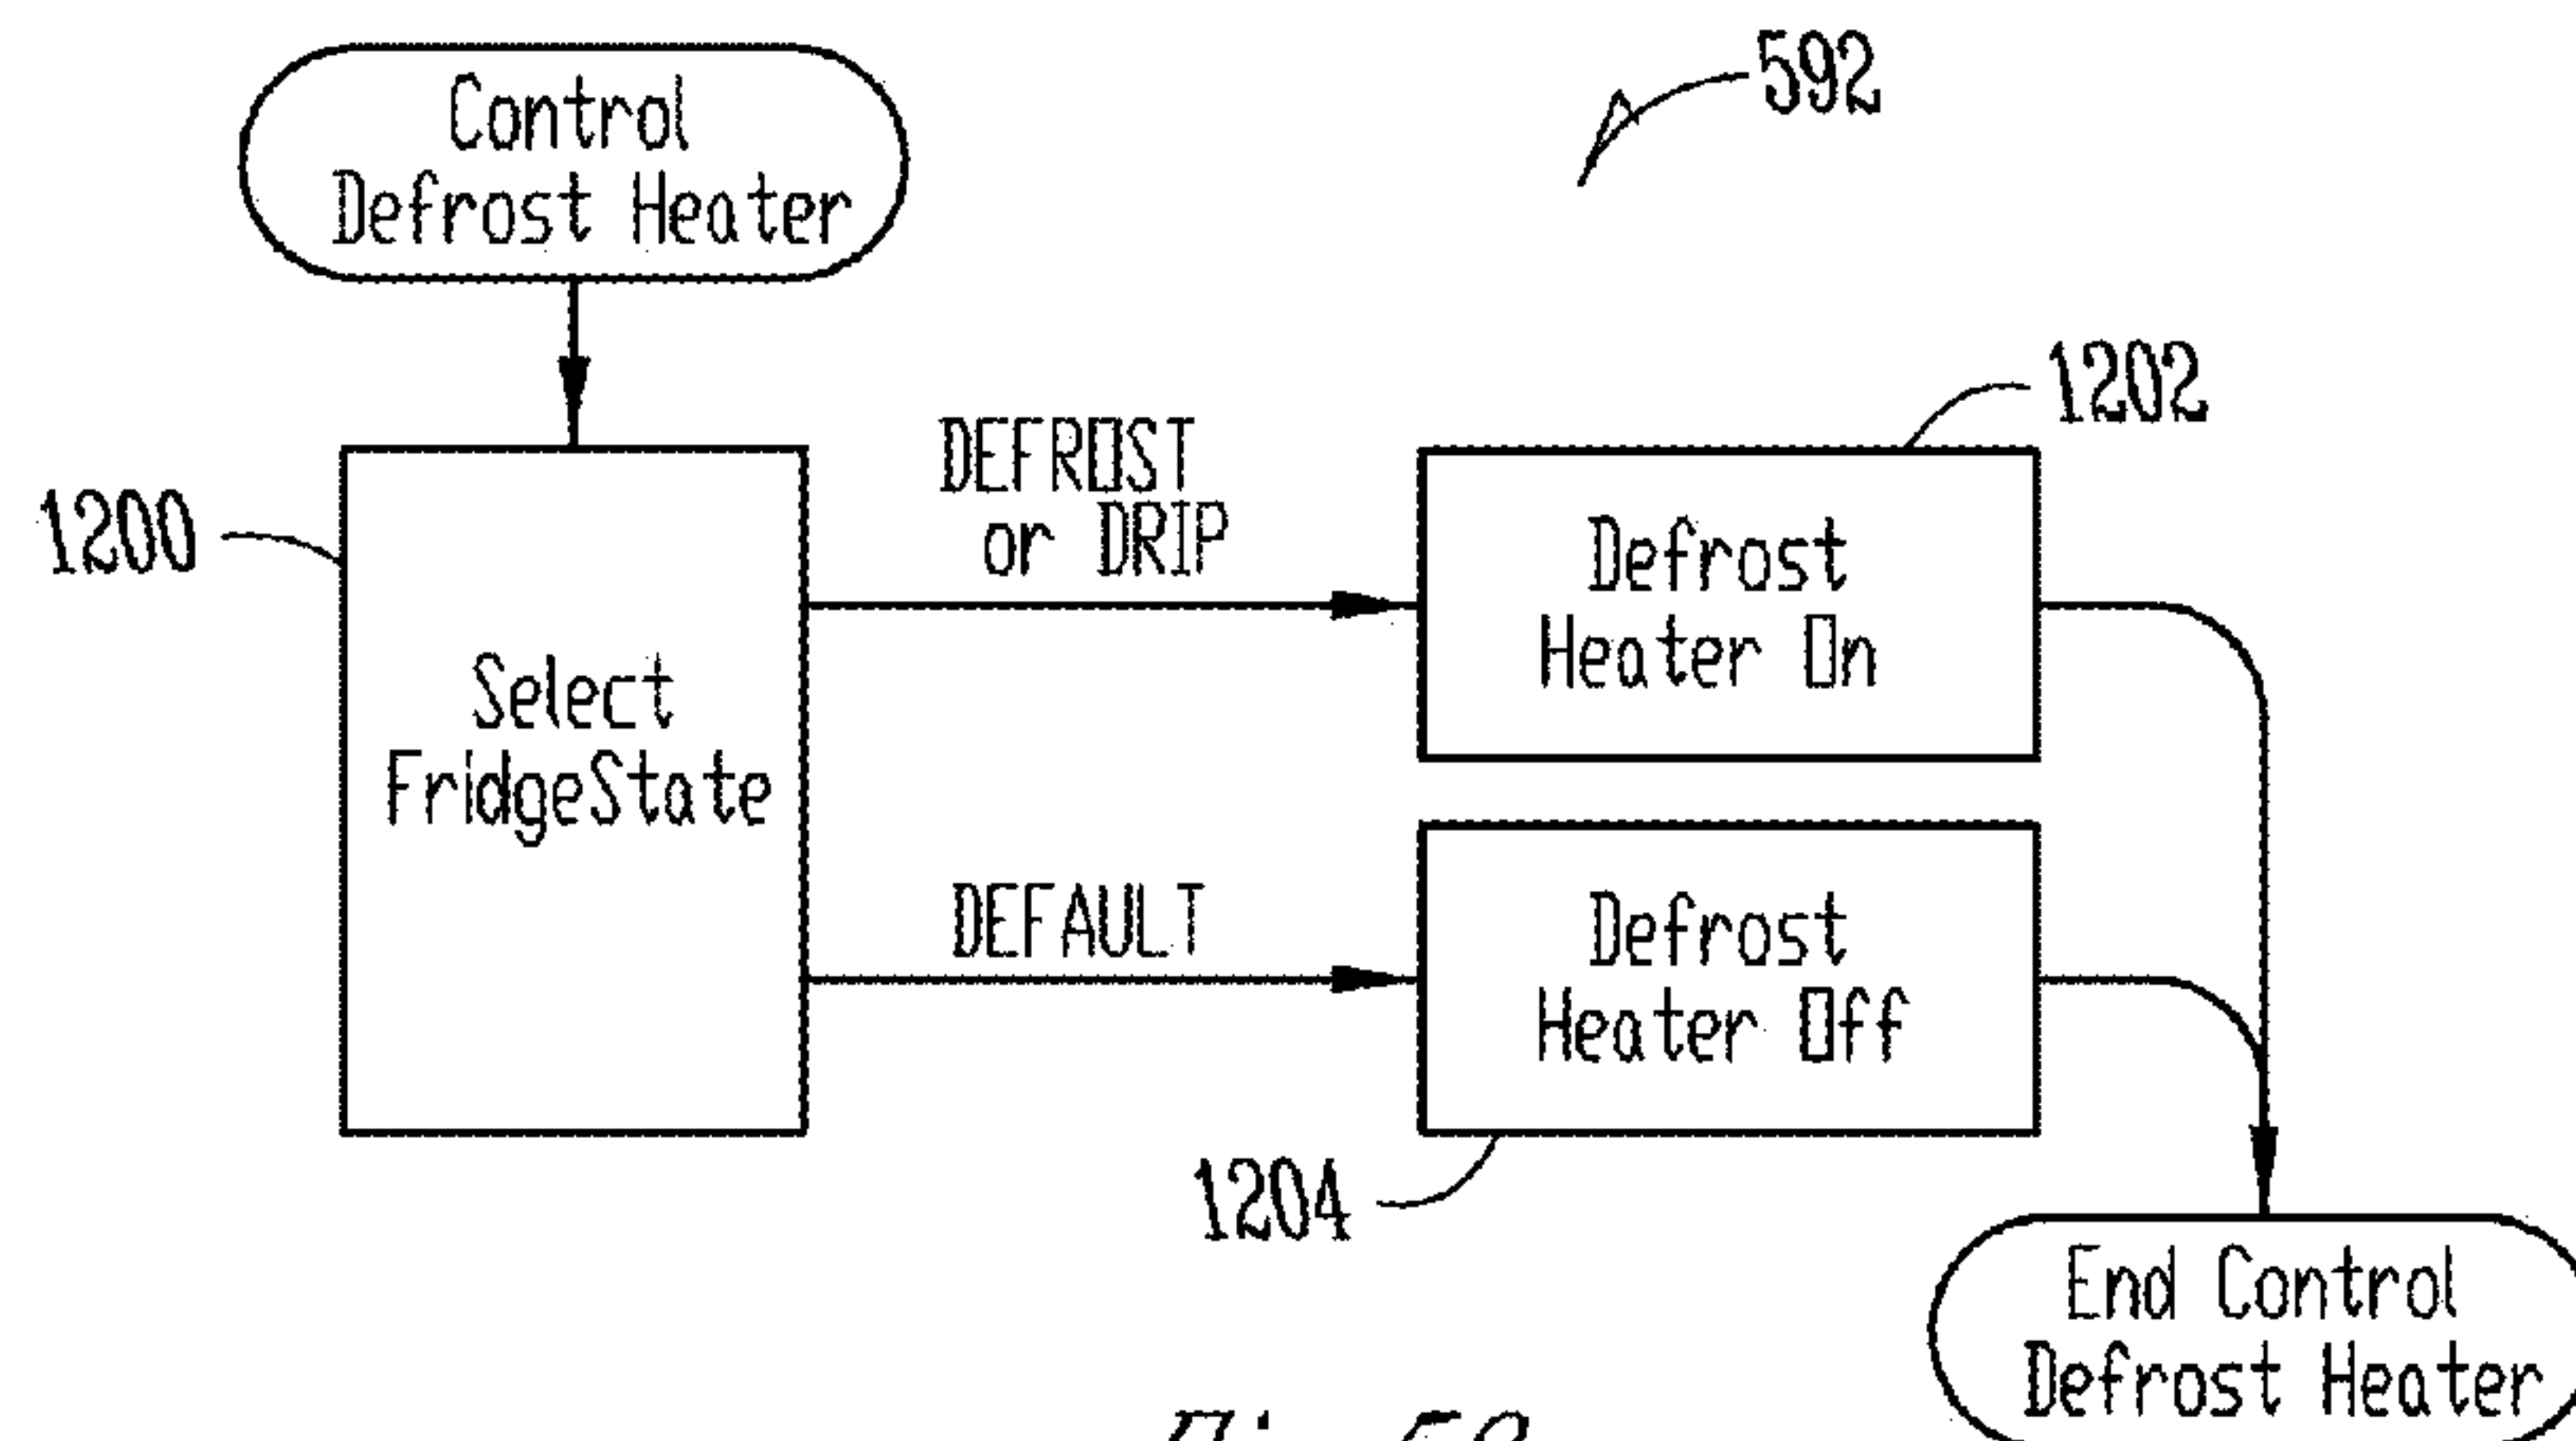 Control
Defrost Heater
592
1200
Select
FridgeState
DEFROST
or DRIP
1202
Defrost
Heater On
DEFAULT
Defrost
Heater Off
1204
End Control
Defrost Heater